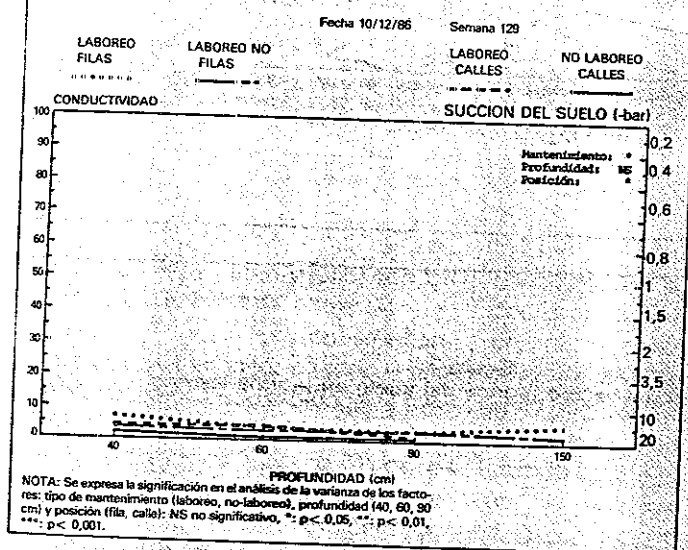 Fecha 10/12/86 Semana 129
LABOREO FILAS
LABOREO NO FILAS
LABOREO CALLES
NO LABOREO CALLES
CONDUCTIVIDAD
SUCCION DEL SUELO (-bar)
100
90
80
70
60
50
40
30
20
10
0
Mantenimiento: *
Profundidad: NS
Posición: *
0,2
0,4
0,6
0,8
1
1,5
2
3,5
10
20
40 60 90 150
PROFUNDIDAD (cm)
NOTA: Se expresa la significación en el análisis de la varianza de los facto-
res: tipo de mantenimiento (laboreo, no-laboreo), profundidad (40, 60, 90
cm) y posición (fila, calle): NS no significativo, *: p< 0,05, **: p< 0,01,
***: p< 0,001.